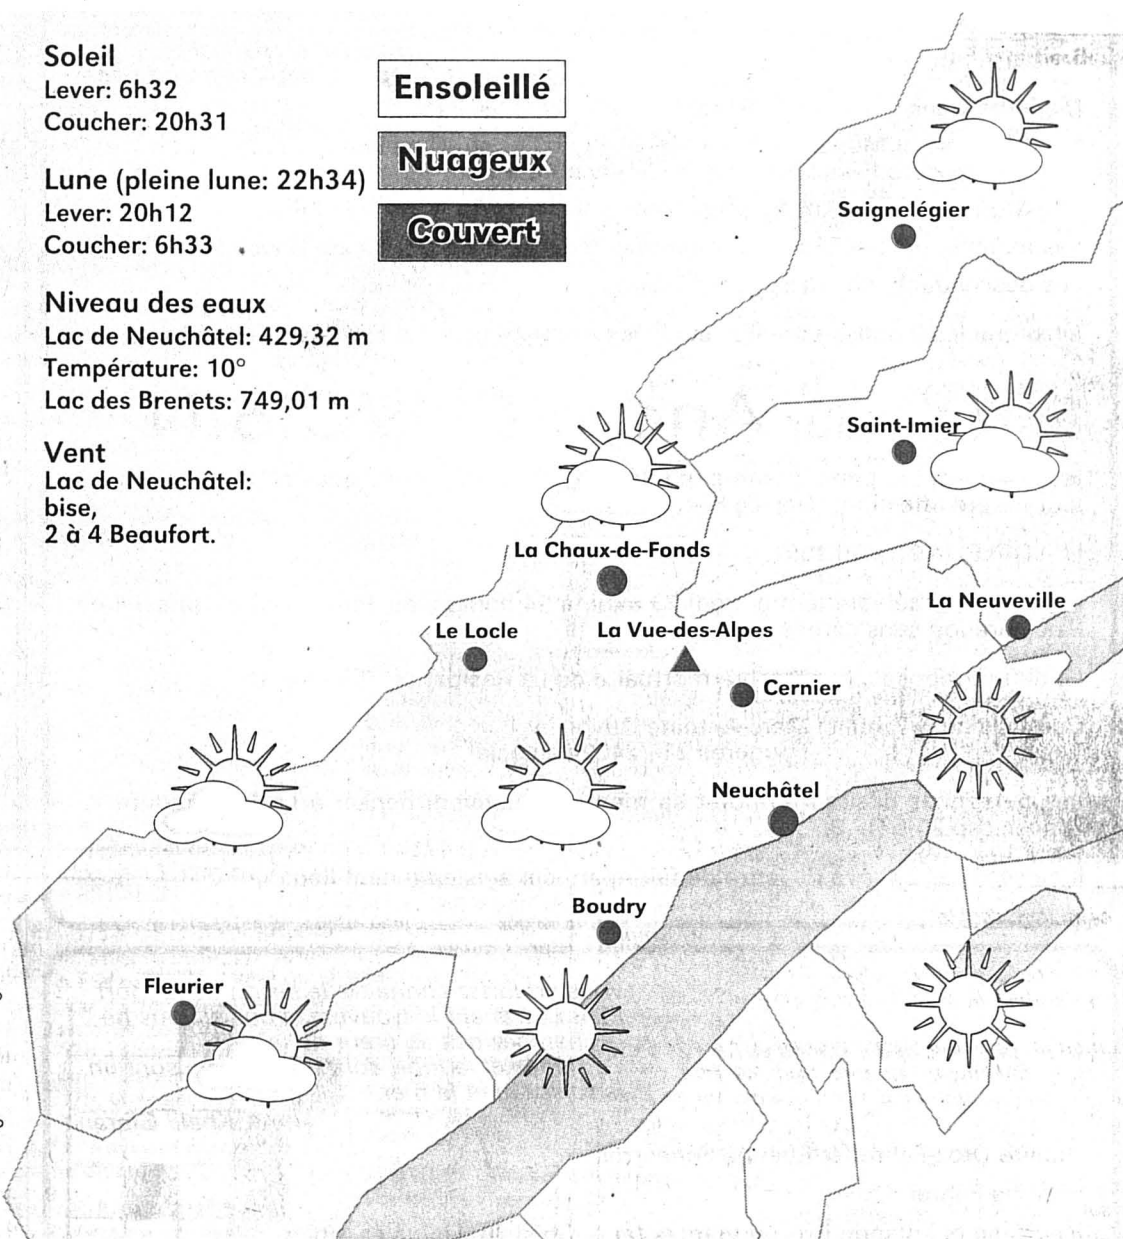 Soleil
Lever: 6h32
Coucher: 20h31
Lune (pleine lune: 22h34)
Lever: 20h12
Coucher: 6h33
Niveau des eaux
Lac de Neuchâtel: 429,32 m
Température: 10°
Lac des Brenets: 749,01 m
Vent
Lac de Neuchâtel:
bise,
2 à 4 Beaufort.
Ensoleillé
Nuageux
Couvert
Saignelégier
Saint-Imier
La Chaux-de-Fonds
La Neuveville
Le Locle
La Vue-des-Alpes
Cernier
Neuchâtel
Boudry
Fleurier